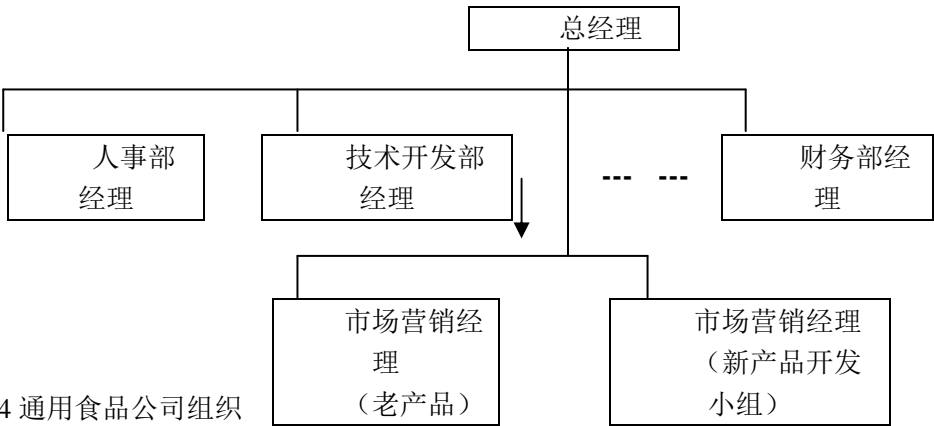 总经理
人事部
经理
技术开发部
经理
--- ---
财务部经
理
市场营销经
理
（老产品）
市场营销经理
（新产品开发
小组）
4 通用食品公司组织